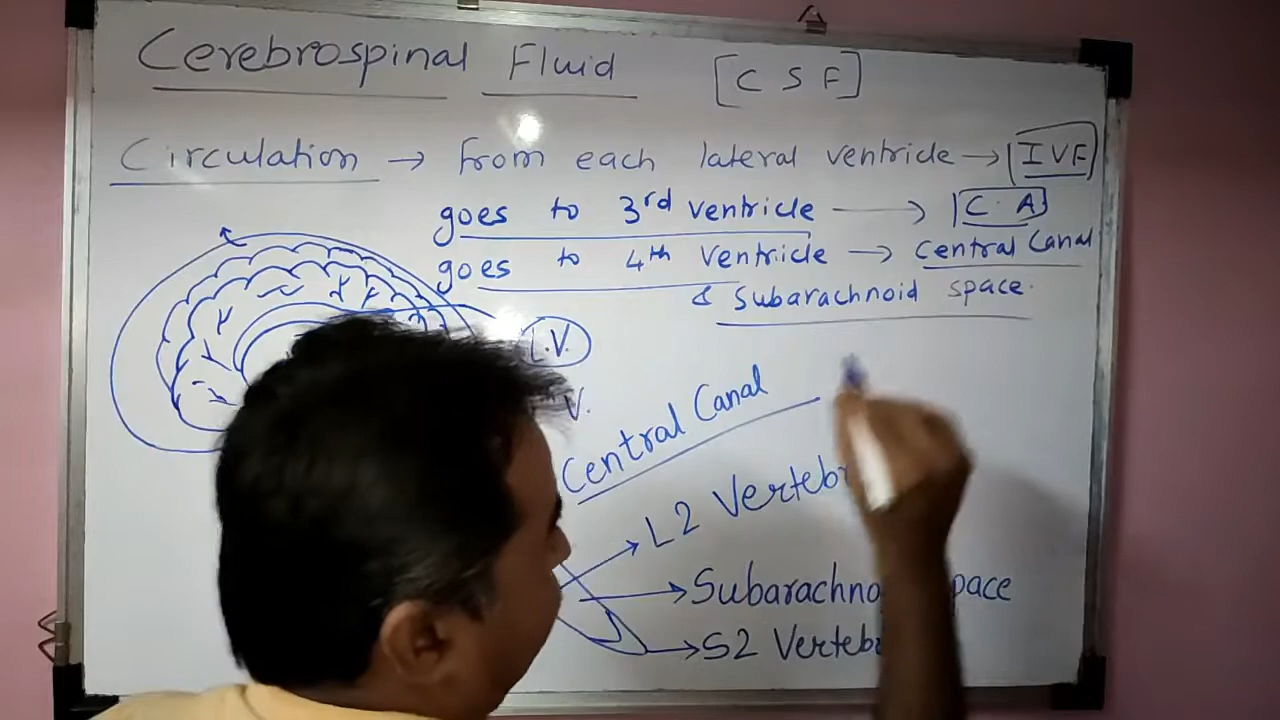 Cerebrospinal Fluid [CSF]
Circulation → From each lateral ventricle → IVF
goes to 3rd ventricle → C.A
goes to 4th ventricle → Central Canal
& Subarachnoid space.
L.V.
V.
Central Canal
L2 Vertebr
Subarachno pace
S2 Verteb